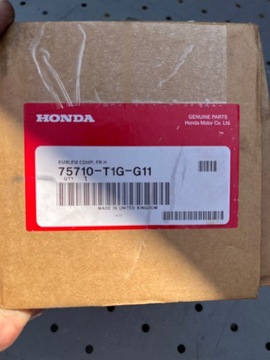 HONDA
GENUINE PARTS
Honda Motor Co., Ltd.
EMBLEM COMP, FR H
75710-T1G-G11
QTY 1
MADE IN UNITED KINGDOM